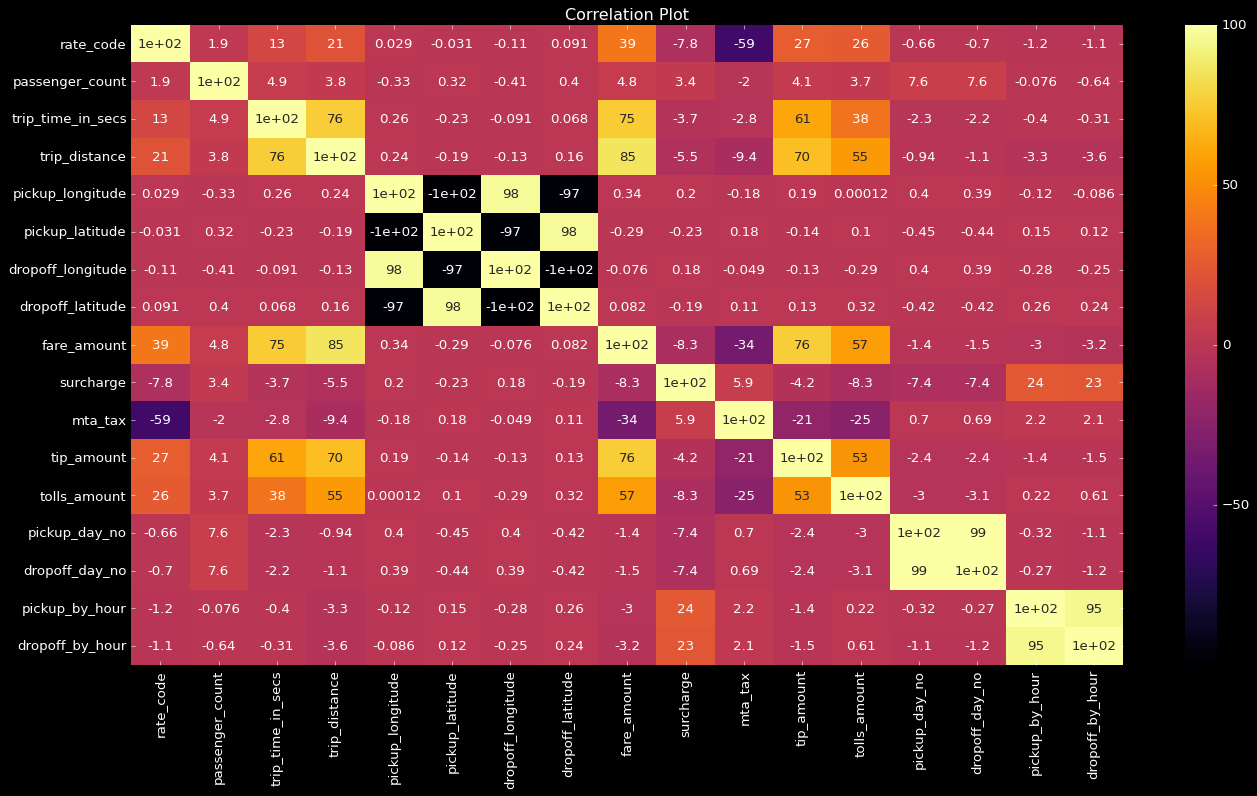 Correlation Plot
rate_code 1e+02 1.9 13 21 0.029 -0.031 -0.11 0.091 39 -7.8 -59 27 26 -0.66 -0.7 -1.2 -1.1
passenger_count 1.9 1e+02 4.9 3.8 -0.33 0.32 -0.41 0.4 4.8 3.4 -2 4.1 3.7 7.6 7.6 -0.076 -0.64
trip_time_in_secs 13 4.9 1e+02 76 0.26 -0.23 -0.091 0.068 75 -3.7 -2.8 61 38 -2.3 -2.2 -0.4 -0.31
trip_distance 21 3.8 76 1e+02 0.24 -0.19 -0.13 0.16 85 -5.5 -9.4 70 55 -0.94 -1.1 -3.3 -3.6
pickup_longitude 0.029 -0.33 0.26 0.24 1e+02 -1e+02 98 -97 0.34 0.2 -0.18 0.19 0.00012 0.4 0.39 -0.12 -0.086
pickup_latitude -0.031 0.32 -0.23 -0.19 -1e+02 1e+02 -97 98 -0.29 -0.23 0.18 -0.14 0.1 -0.45 -0.44 0.15 0.12
dropoff_longitude -0.11 -0.41 -0.091 -0.13 98 -97 1e+02 -1e+02 -0.076 0.18 -0.049 -0.13 -0.29 0.4 0.39 -0.28 -0.25
dropoff_latitude 0.091 0.4 0.068 0.16 -97 98 -1e+02 1e+02 0.082 -0.19 0.11 0.13 0.32 -0.42 -0.42 0.26 0.24
fare_amount 39 4.8 75 85 0.34 -0.29 -0.076 0.082 1e+02 -8.3 -34 76 57 -1.4 -1.5 -3 -3.2
surcharge -7.8 3.4 -3.7 -5.5 0.2 -0.23 0.18 -0.19 -8.3 1e+02 5.9 -4.2 -8.3 -7.4 -7.4 24 23
mta_tax -59 -2 -2.8 -9.4 -0.18 0.18 -0.049 0.11 -34 5.9 1e+02 -21 -25 0.7 0.69 2.2 2.1
tip_amount 27 4.1 61 70 0.19 -0.14 -0.13 0.13 76 -4.2 -21 1e+02 53 -2.4 -2.4 -1.4 -1.5
tolls_amount 26 3.7 38 55 0.00012 0.1 -0.29 0.32 57 -8.3 -25 53 1e+02 -3 -3.1 0.22 0.61
pickup_day_no -0.66 7.6 -2.3 -0.94 0.4 -0.45 0.4 -0.42 -1.4 -7.4 0.7 -2.4 -3 1e+02 99 -0.32 -1.1
dropoff_day_no -0.7 7.6 -2.2 -1.1 0.39 -0.44 0.39 -0.42 -1.5 -7.4 0.69 -2.4 -3.1 99 1e+02 -0.27 -1.2
pickup_by_hour -1.2 -0.076 -0.4 -3.3 -0.12 0.15 -0.28 0.26 -3 24 2.2 -1.4 0.22 -0.32 -0.27 1e+02 95
dropoff_by_hour -1.1 -0.64 -0.31 -3.6 -0.086 0.12 -0.25 0.24 -3.2 23 2.1 -1.5 0.61 -1.1 -1.2 95 1e+02
rate_code
passenger_count
trip_time_in_secs
trip_distance
pickup_longitude
pickup_latitude
dropoff_longitude
dropoff_latitude
fare_amount
surcharge
mta_tax
tip_amount
tolls_amount
pickup_day_no
dropoff_day_no
pickup_by_hour
dropoff_by_hour
100
50
0
−50